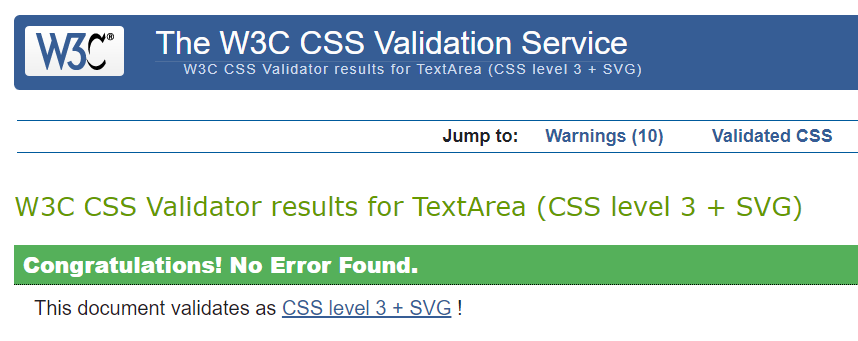 W3C® The W3C CSS Validation Service
W3C CSS Validator results for TextArea (CSS level 3 + SVG)
Jump to: Warnings (10) Validated CSS
W3C CSS Validator results for TextArea (CSS level 3 + SVG)
Congratulations! No Error Found.
This document validates as CSS level 3 + SVG !